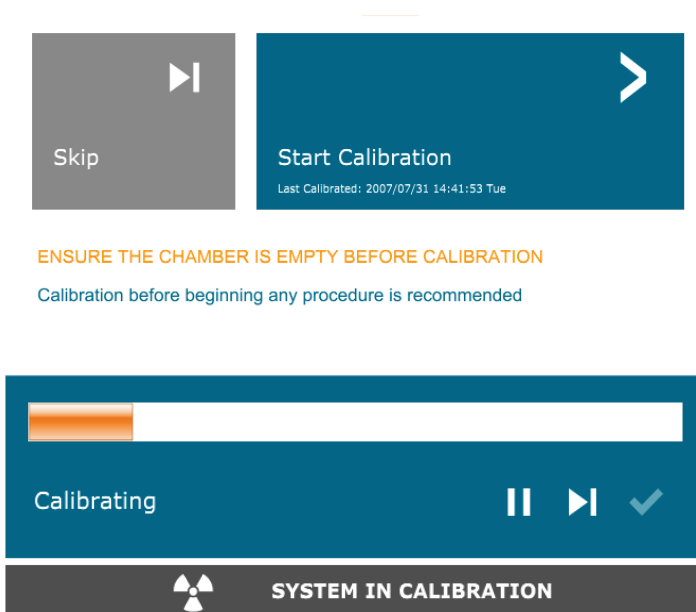 Skip
Start Calibration
Last Calibrated: 2007/07/31 14:41:53 Tue
ENSURE THE CHAMBER IS EMPTY BEFORE CALIBRATION
Calibration before beginning any procedure is recommended
Calibrating
SYSTEM IN CALIBRATION